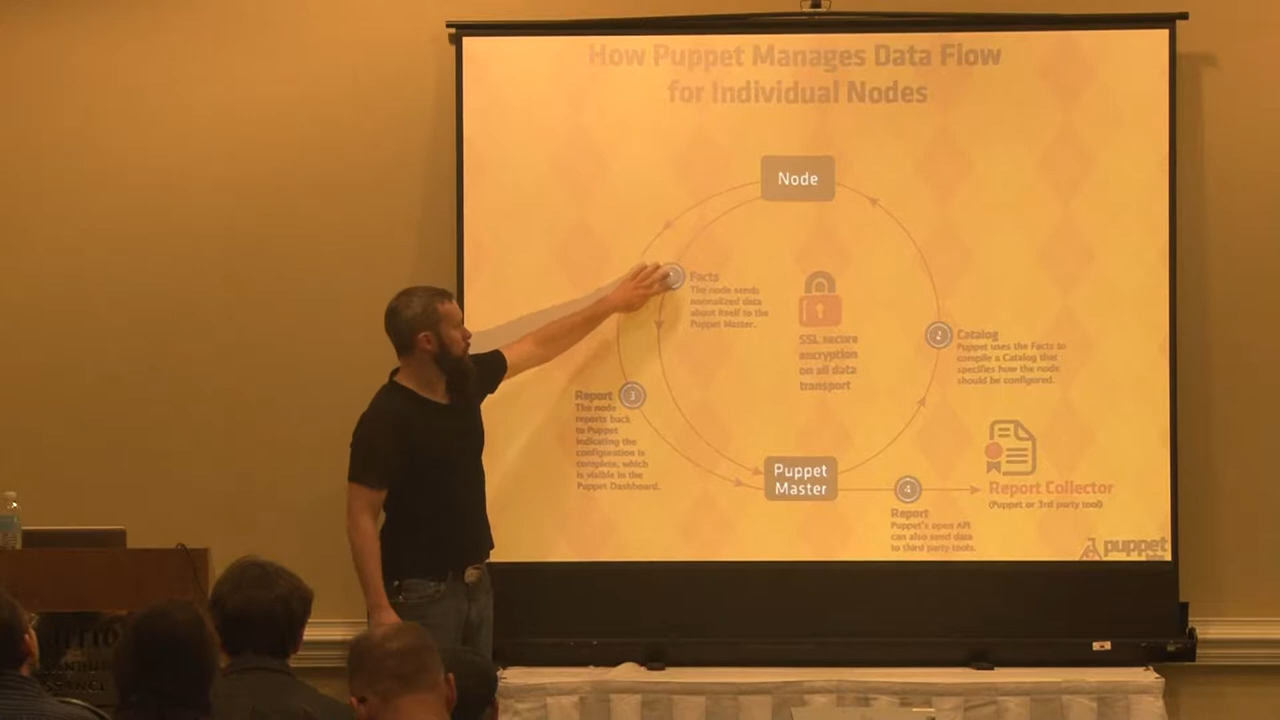 How Puppet Manages Data Flow
for Individual Nodes
Node
Facts
The node sends
normalized data
about itself to the
Puppet Master.
SSL secure
encryption
on all data
transport
2
Catalog
Puppet uses the Facts to
compile a Catalog that
specifies how the node
should be configured.
Report
3
The node
reports back
to Puppet
indicating the
configuration is
complete, which
is visible in the
Puppet Dashboard.
Puppet
Master
4
Report
Puppet's open API
can also send data
to third party tools.
Report Collector
(Puppet or 3rd party tool)
puppet
labs